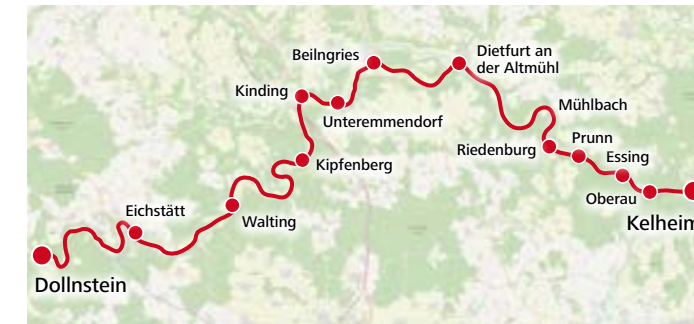 Beilngries
Dietfurt an
der Altmühl
Kinding
Unteremmendorf
Mühlbach
Riedenburg
Prunn
Essing
Kipfenberg
Oberau
Eichstätt
Walting
Kelheim
Dollnstein